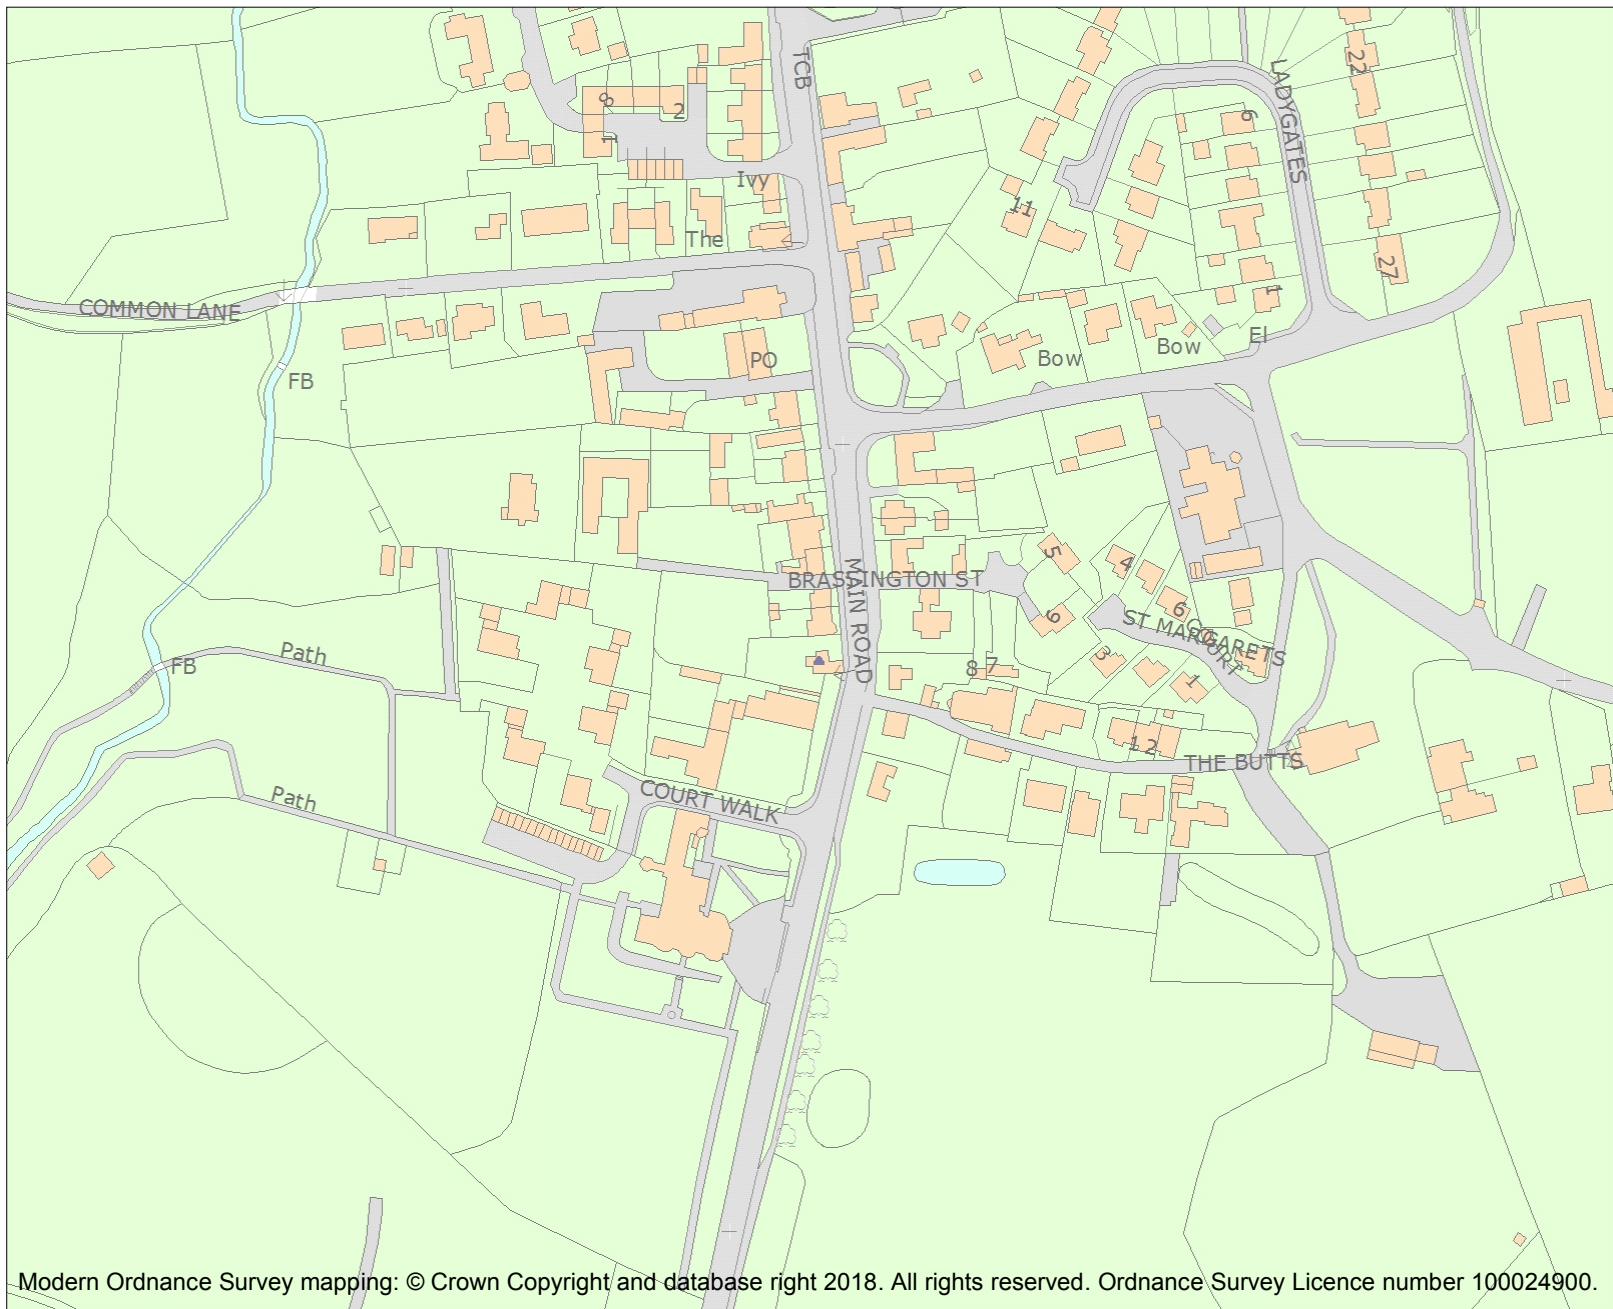 TCB
LADYGATES
22
8
2
1
6
Ivy
11
The
27
1
COMMON LANE
El
Bow
Bow
PO
FB
5
4
BRASSINGTON ST
MAIN ROAD
6
6
ST MARGARETS
COURT
Path
3
FB
8
7
1
1
2
THE BUTTS
COURT WALK
Path
Modern Ordnance Survey mapping: © Crown Copyright and database right 2018. All rights reserved. Ordnance Survey Licence number 100024900.